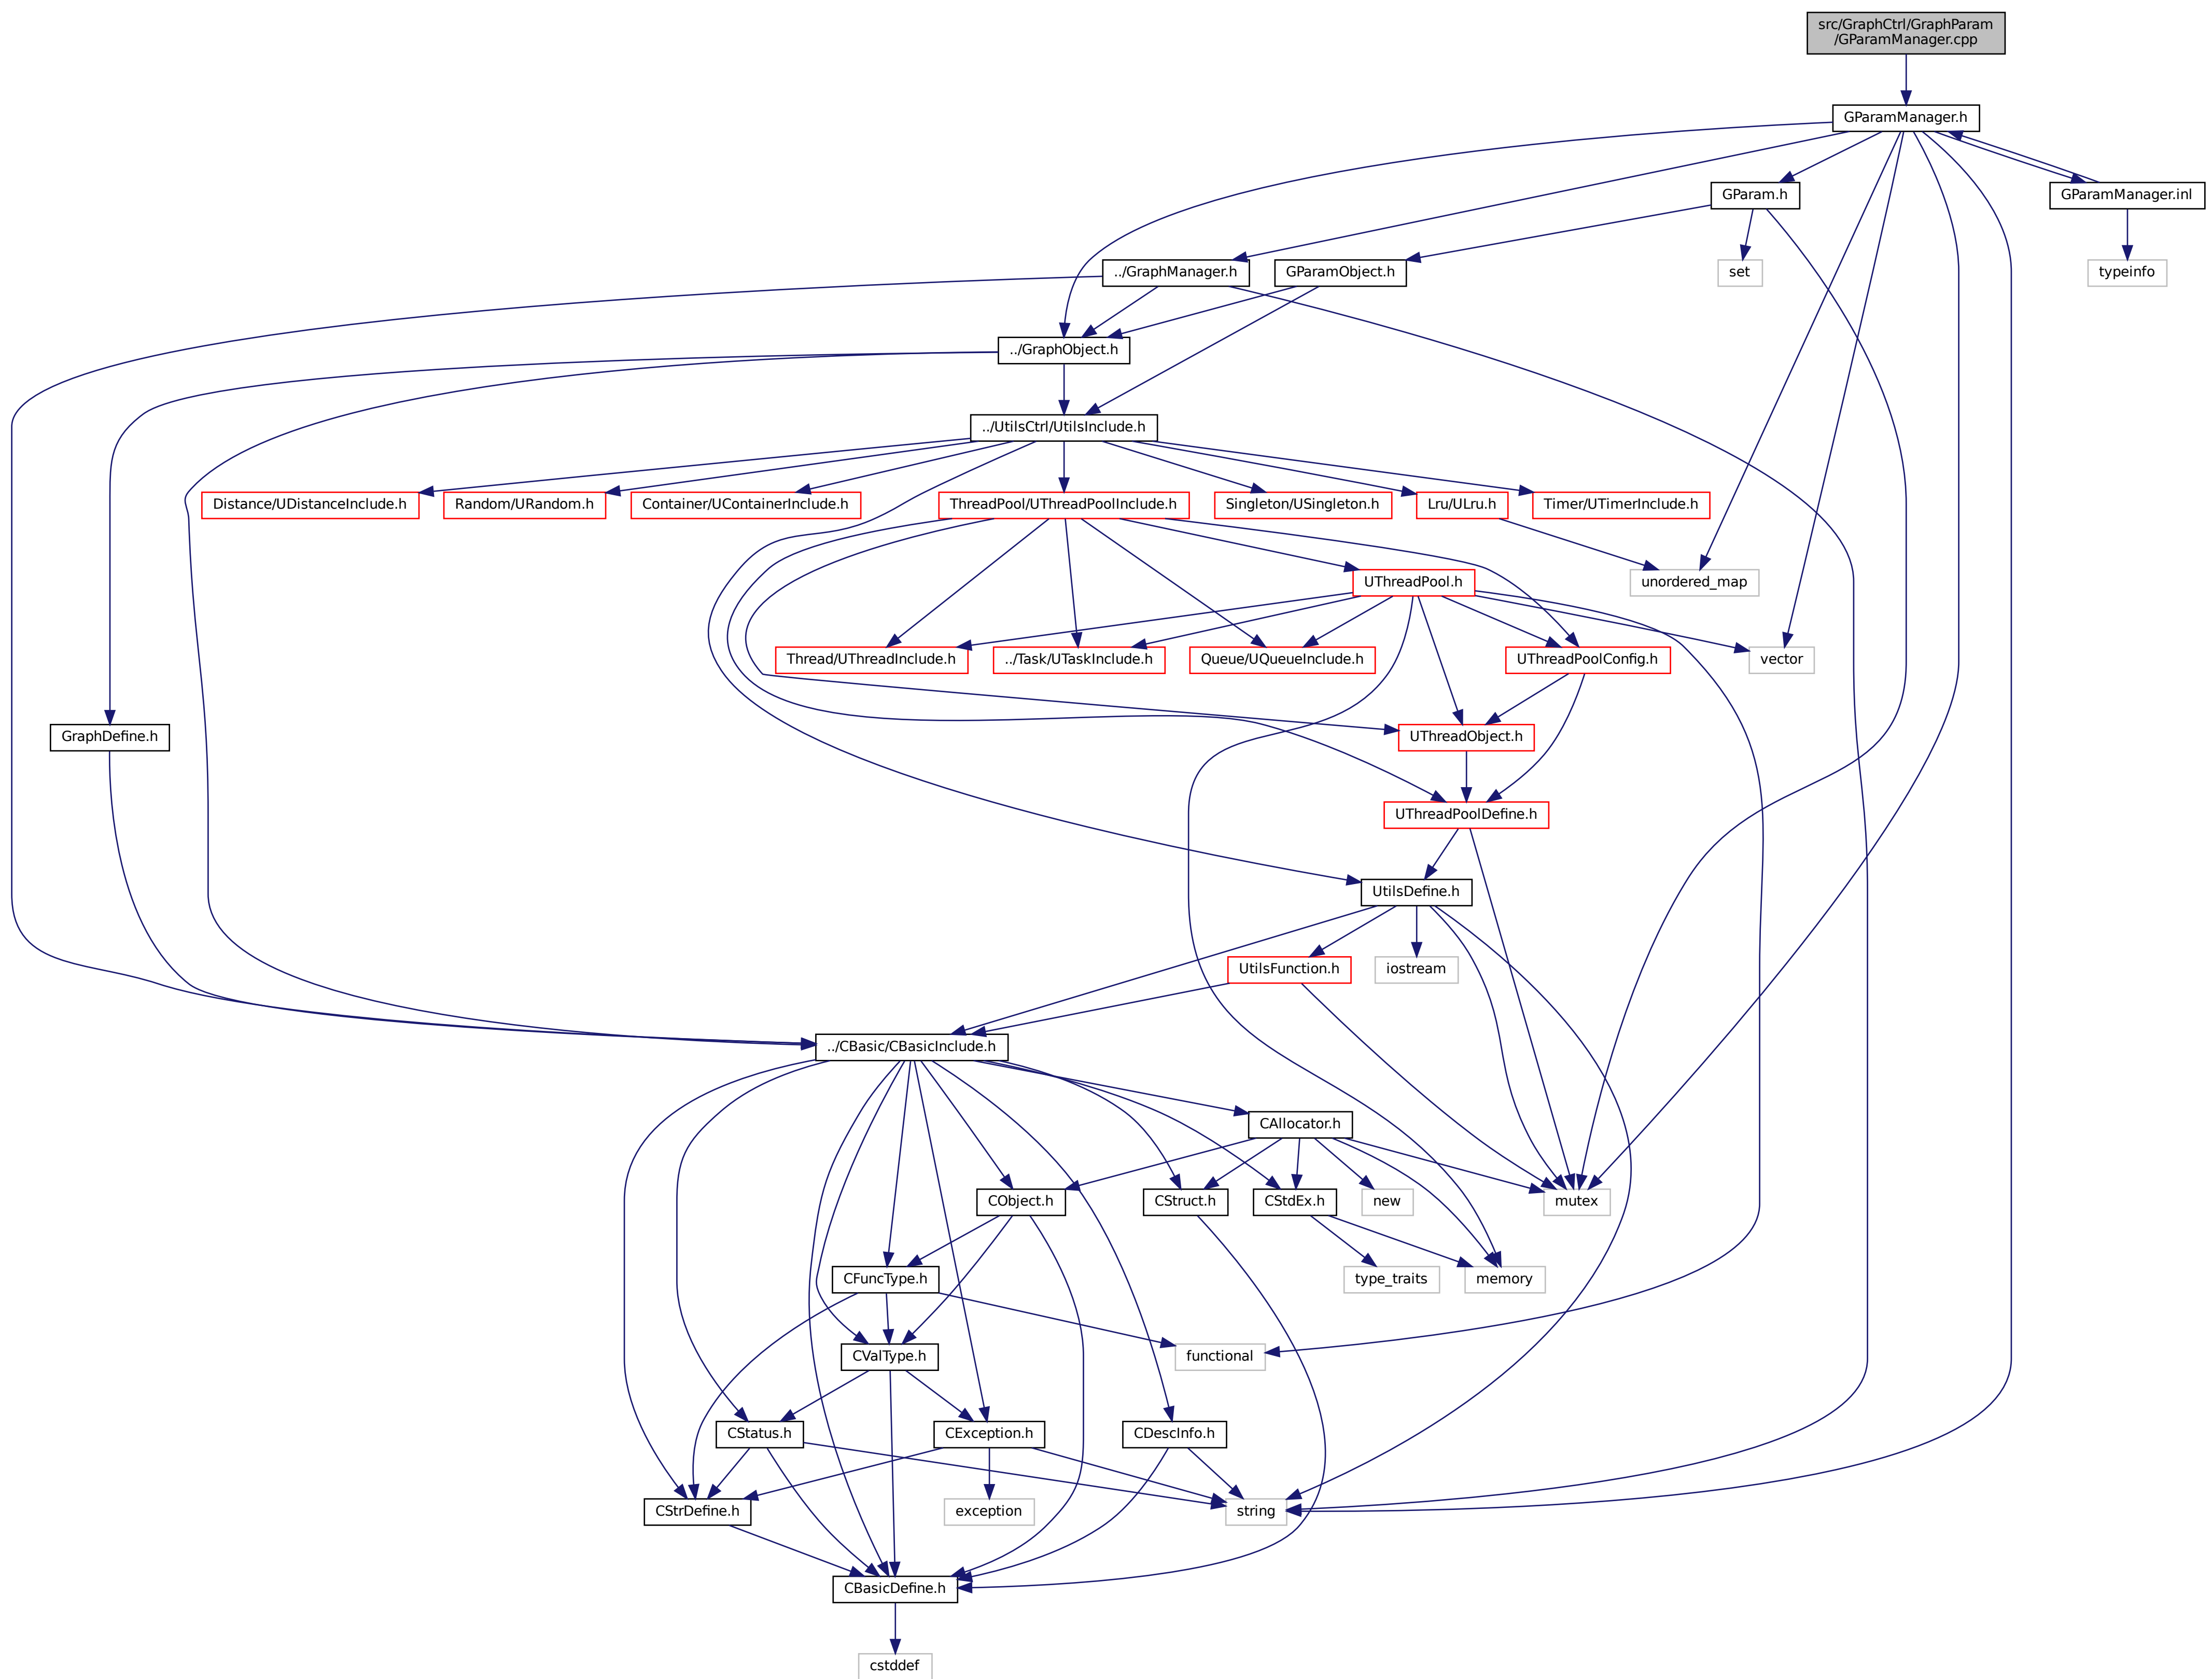 src/GraphCtrl/GraphParam
/GParamManager.cpp
GParamManager.h
GParam.h
GParamManager.inl
../GraphManager.h
GParamObject.h
set
typeinfo
../GraphObject.h
../UtilsCtrl/UtilsInclude.h
Distance/UDistanceInclude.h
Random/URandom.h
Container/UContainerInclude.h
ThreadPool/UThreadPoolInclude.h
Singleton/USingleton.h
Lru/ULru.h
Timer/UTimerInclude.h
UThreadPool.h
unordered_map
Thread/UThreadInclude.h
../Task/UTaskInclude.h
Queue/UQueueInclude.h
UThreadPoolConfig.h
vector
GraphDefine.h
UThreadObject.h
UThreadPoolDefine.h
UtilsDefine.h
UtilsFunction.h
iostream
../CBasic/CBasicInclude.h
CAllocator.h
CObject.h
CStruct.h
CStdEx.h
new
mutex
CFuncType.h
type_traits
memory
CValType.h
functional
CStatus.h
CException.h
CDescInfo.h
CStrDefine.h
exception
string
CBasicDefine.h
cstddef